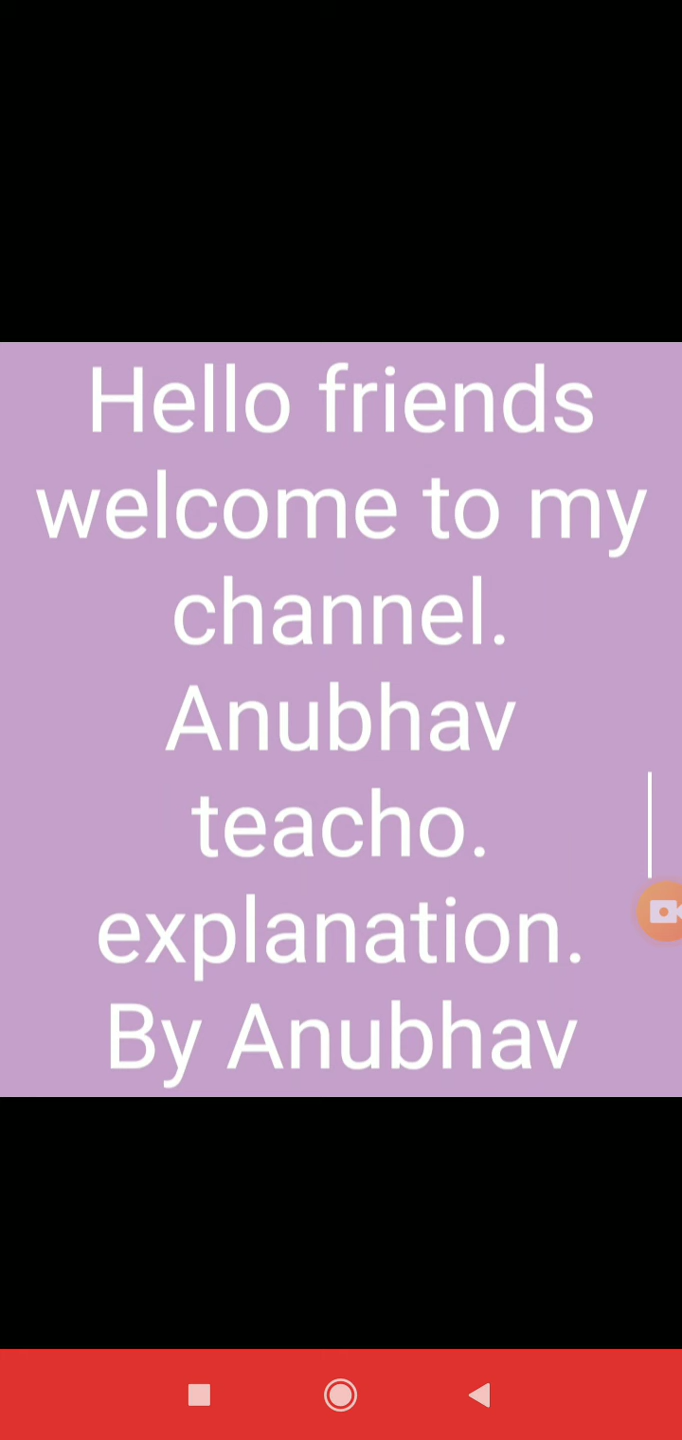 Hello friends
welcome to my
channel.
Anubhav
teacho.
explanation.
By Anubhav